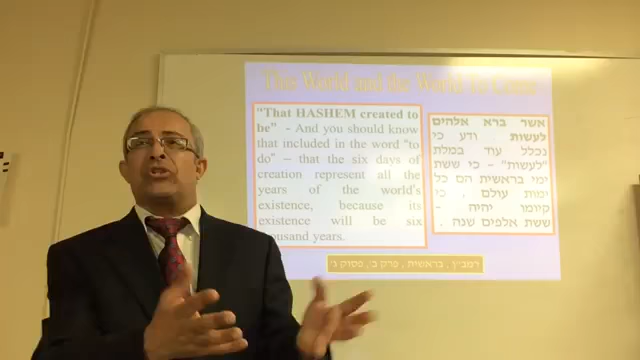 This World and the World to Come
"That HASHEM created to
be" - And you should know
that included in the word "to
do" – that the six days of
creation represent all the
years of the world's
existence, because its
existence will be six
thousand years.
אשר ברא אלהים
לעשות ודע כי
נכלל עוד במלת
"לעשות" – כי ששת
ימי בראשית הם כל
ימות עולם , כי
קיומו יהיה -
ששת אלפים שנה .
רמב"ן , בראשית , פרק ב' , פסוק ג'